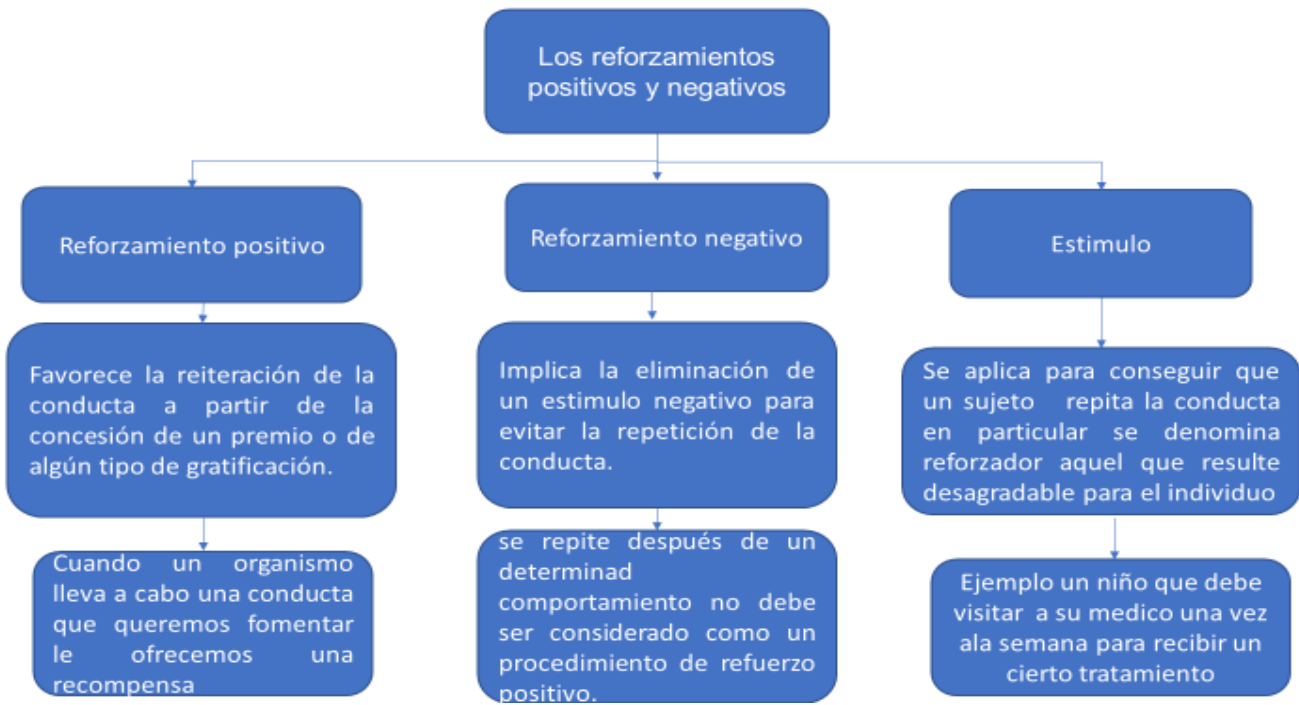 Los reforzamientos
positivos y negativos
Reforzamiento positivo
Reforzamiento negativo
Estimulo
Favorece la reiteración de la
conducta a partir de la
concesión de un premio o de
algún tipo de gratificación.
Implica la eliminación de
un estimulo negativo para
evitar la repetición de la
conducta.
Se aplica para conseguir que
un sujeto repita la conducta
en particular se denomina
reforzador aquel que resulte
desagradable para el individuo
Cuando un organismo
lleva a cabo una conducta
que queremos fomentar
le ofrecemos una
recompensa
se repite después de un
determinad
comportamiento no debe
ser considerado como un
procedimiento de refuerzo
positivo.
Ejemplo un niño que debe
visitar a su medico una vez
ala semana para recibir un
cierto tratamiento